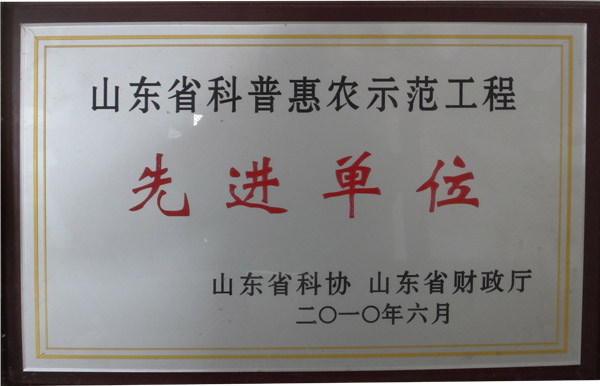 山东省科普惠农示范工程
先进单位
山东省科协 山东省财政厅
二〇一〇年六月